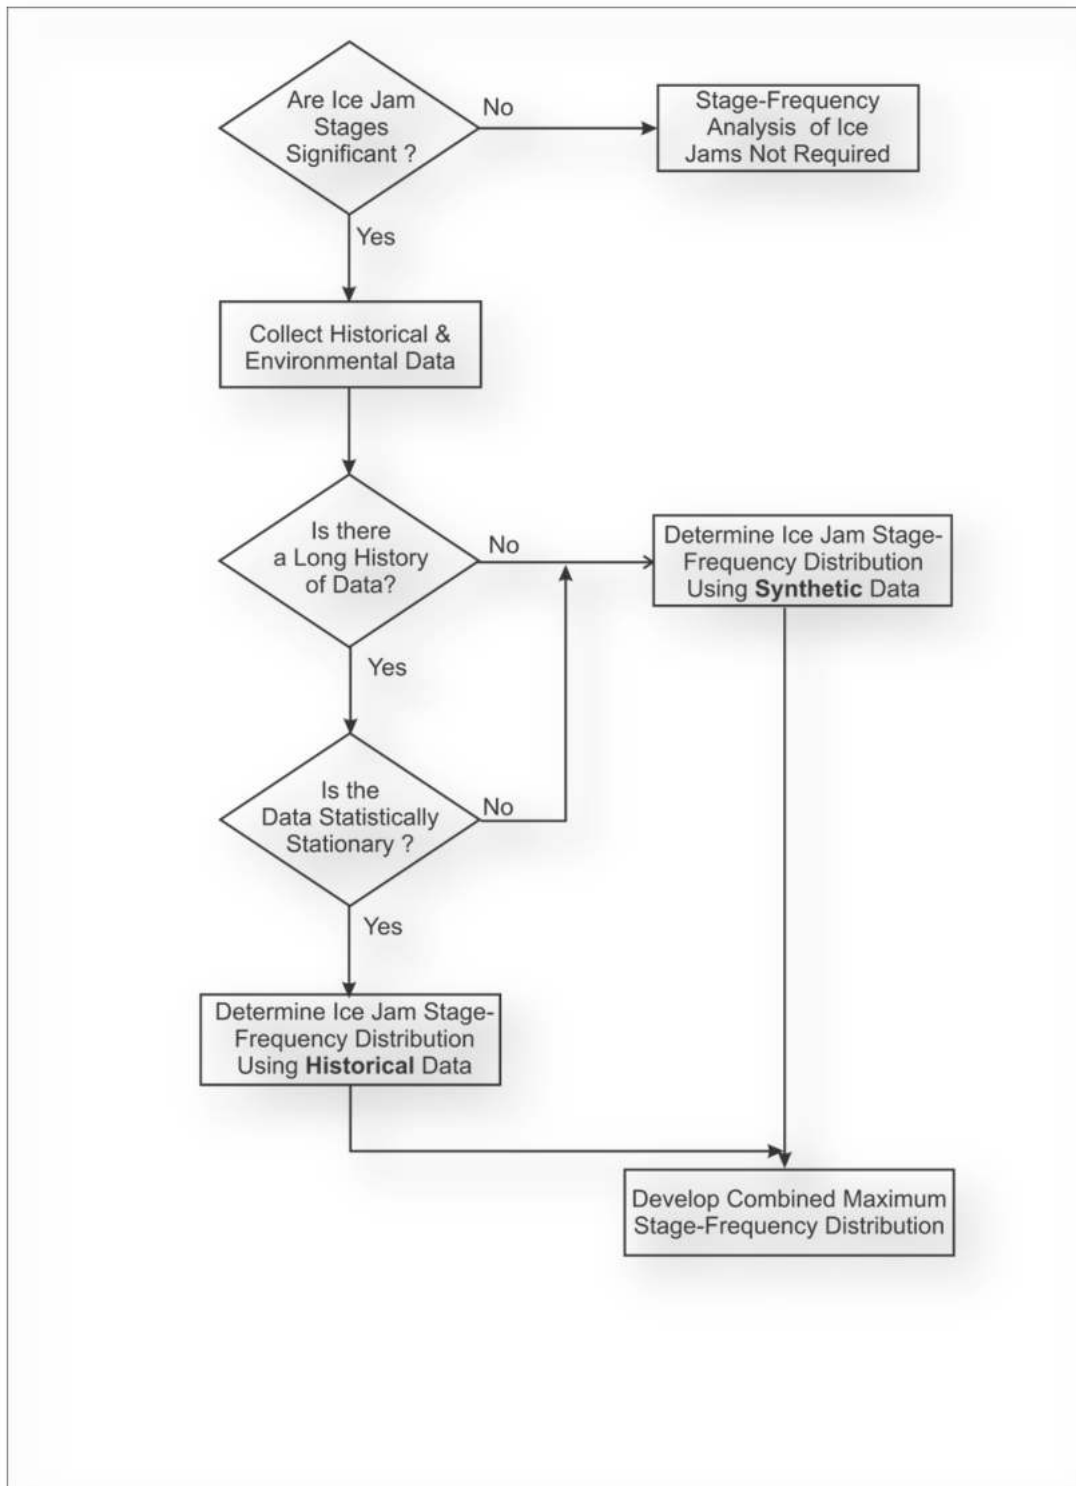 Are Ice Jam
Stages
Significant ?
No
Stage-Frequency
Analysis of Ice
Jams Not Required
Yes
Collect Historical &
Environmental Data
Is there
a Long History
of Data?
No
Determine Ice Jam Stage-
Frequency Distribution
Using Synthetic Data
Yes
Is the
Data Statistically
Stationary ?
No
Yes
Determine Ice Jam Stage-
Frequency Distribution
Using Historical Data
Develop Combined Maximum
Stage-Frequency Distribution